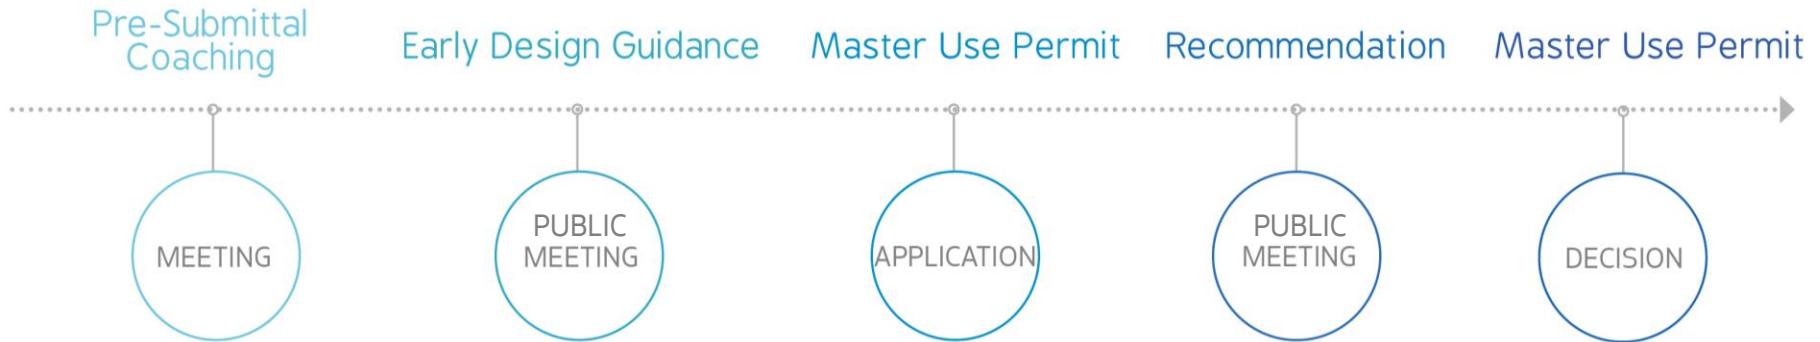 Pre-Submittal
Coaching
Early Design Guidance
Master Use Permit
Recommendation
Master Use Permit
MEETING
PUBLIC
MEETING
APPLICATION
PUBLIC
MEETING
DECISION